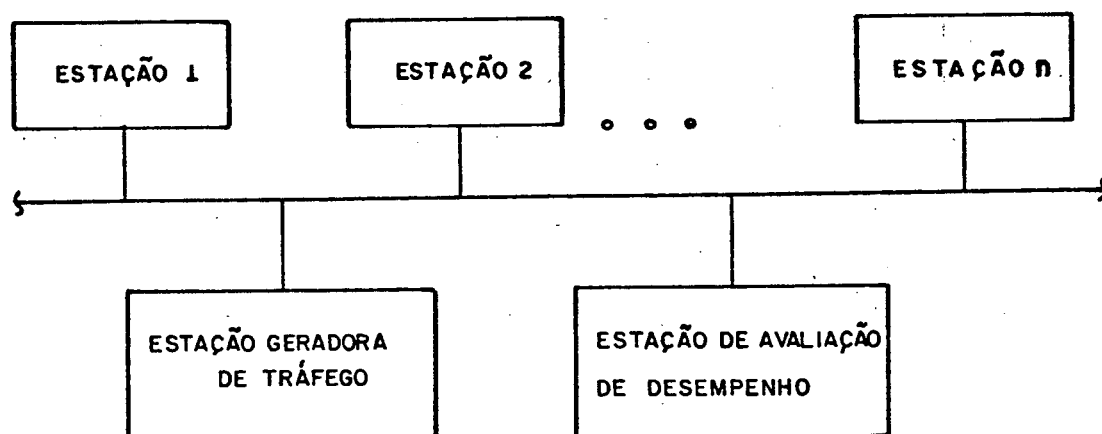 ESTAÇÃO 1
ESTAÇÃO 2
ESTAÇÃO n
ESTAÇÃO GERADORA
DE TRÁFEGO
ESTAÇÃO DE AVALIAÇÃO
DE DESEMPENHO